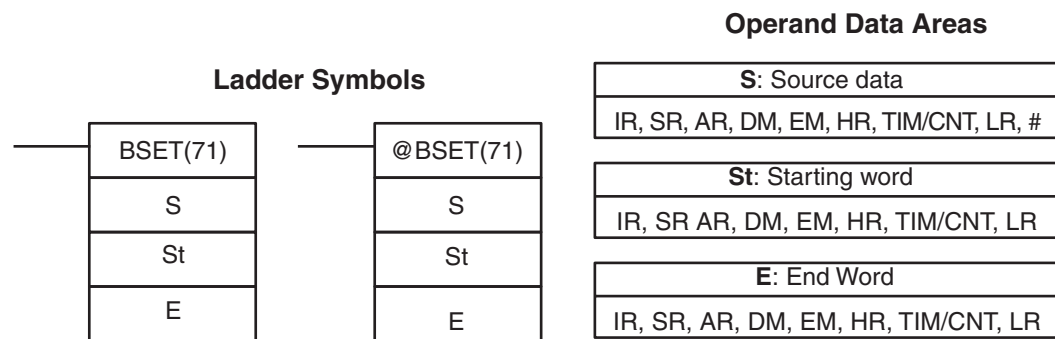 Operand Data Areas
Ladder Symbols
BSET(71)
S
St
E
@BSET(71)
S
St
E
S: Source data
IR, SR, AR, DM, EM, HR, TIM/CNT, LR, #
St: Starting word
IR, SR AR, DM, EM, HR, TIM/CNT, LR
E: End Word
IR, SR, AR, DM, EM, HR, TIM/CNT, LR